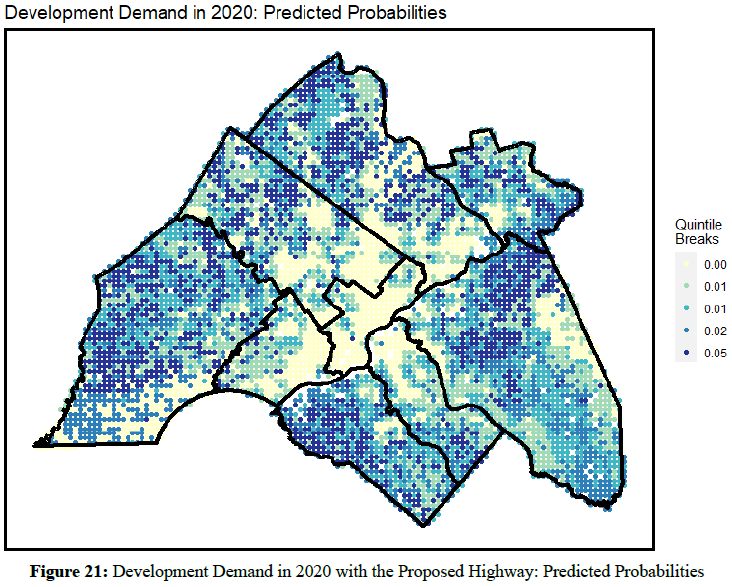 Development Demand in 2020: Predicted Probabilities
Quintile
Breaks
0.00
0.01
0.01
0.02
0.05
Figure 21: Development Demand in 2020 with the Proposed Highway: Predicted Probabilities